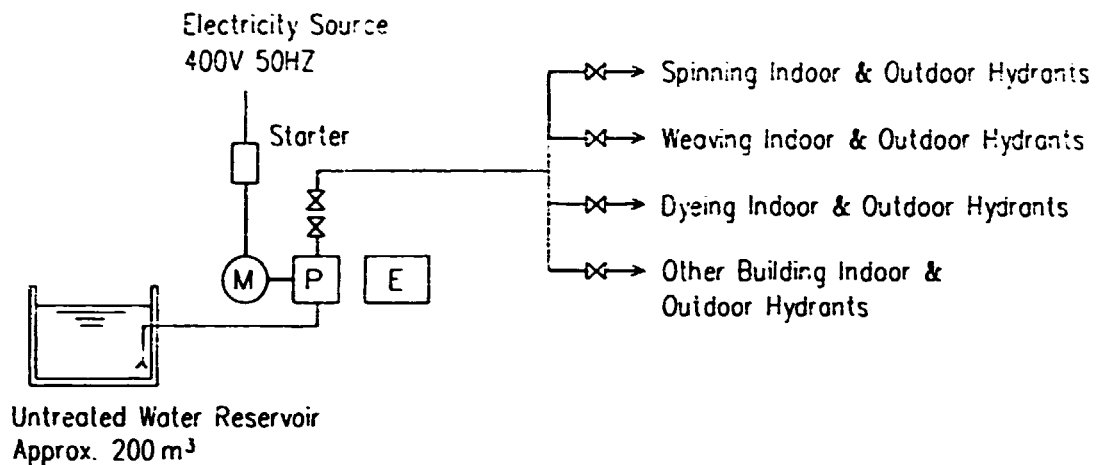 Electricity Source
400V 50HZ
Starter
M
P
E
Spinning Indoor & Outdoor Hydrants
Weaving Indoor & Outdoor Hydrants
Dyeing Indoor & Outdoor Hydrants
Other Building Indoor &
Outdoor Hydrants
Untreated Water Reservoir
Approx. 200 m³